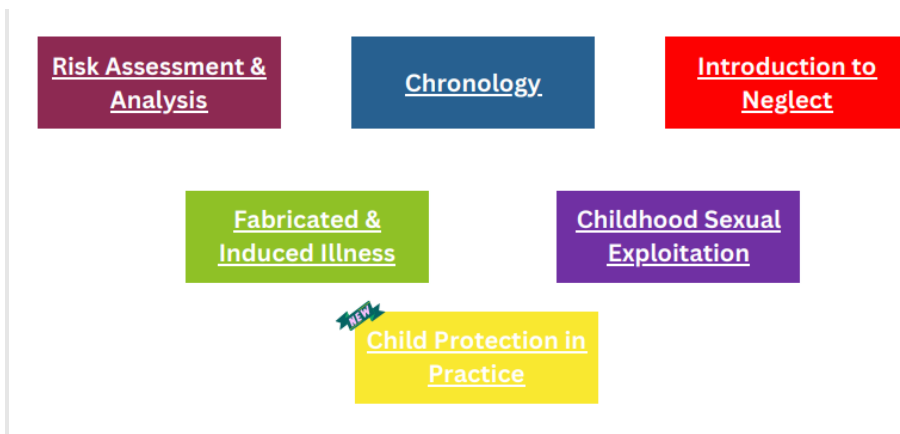 Risk Assessment &
Analysis
Chronology
Introduction to
Neglect
Fabricated &
Induced Illness
Childhood Sexual
Exploitation
NEW
Child Protection in
Practice